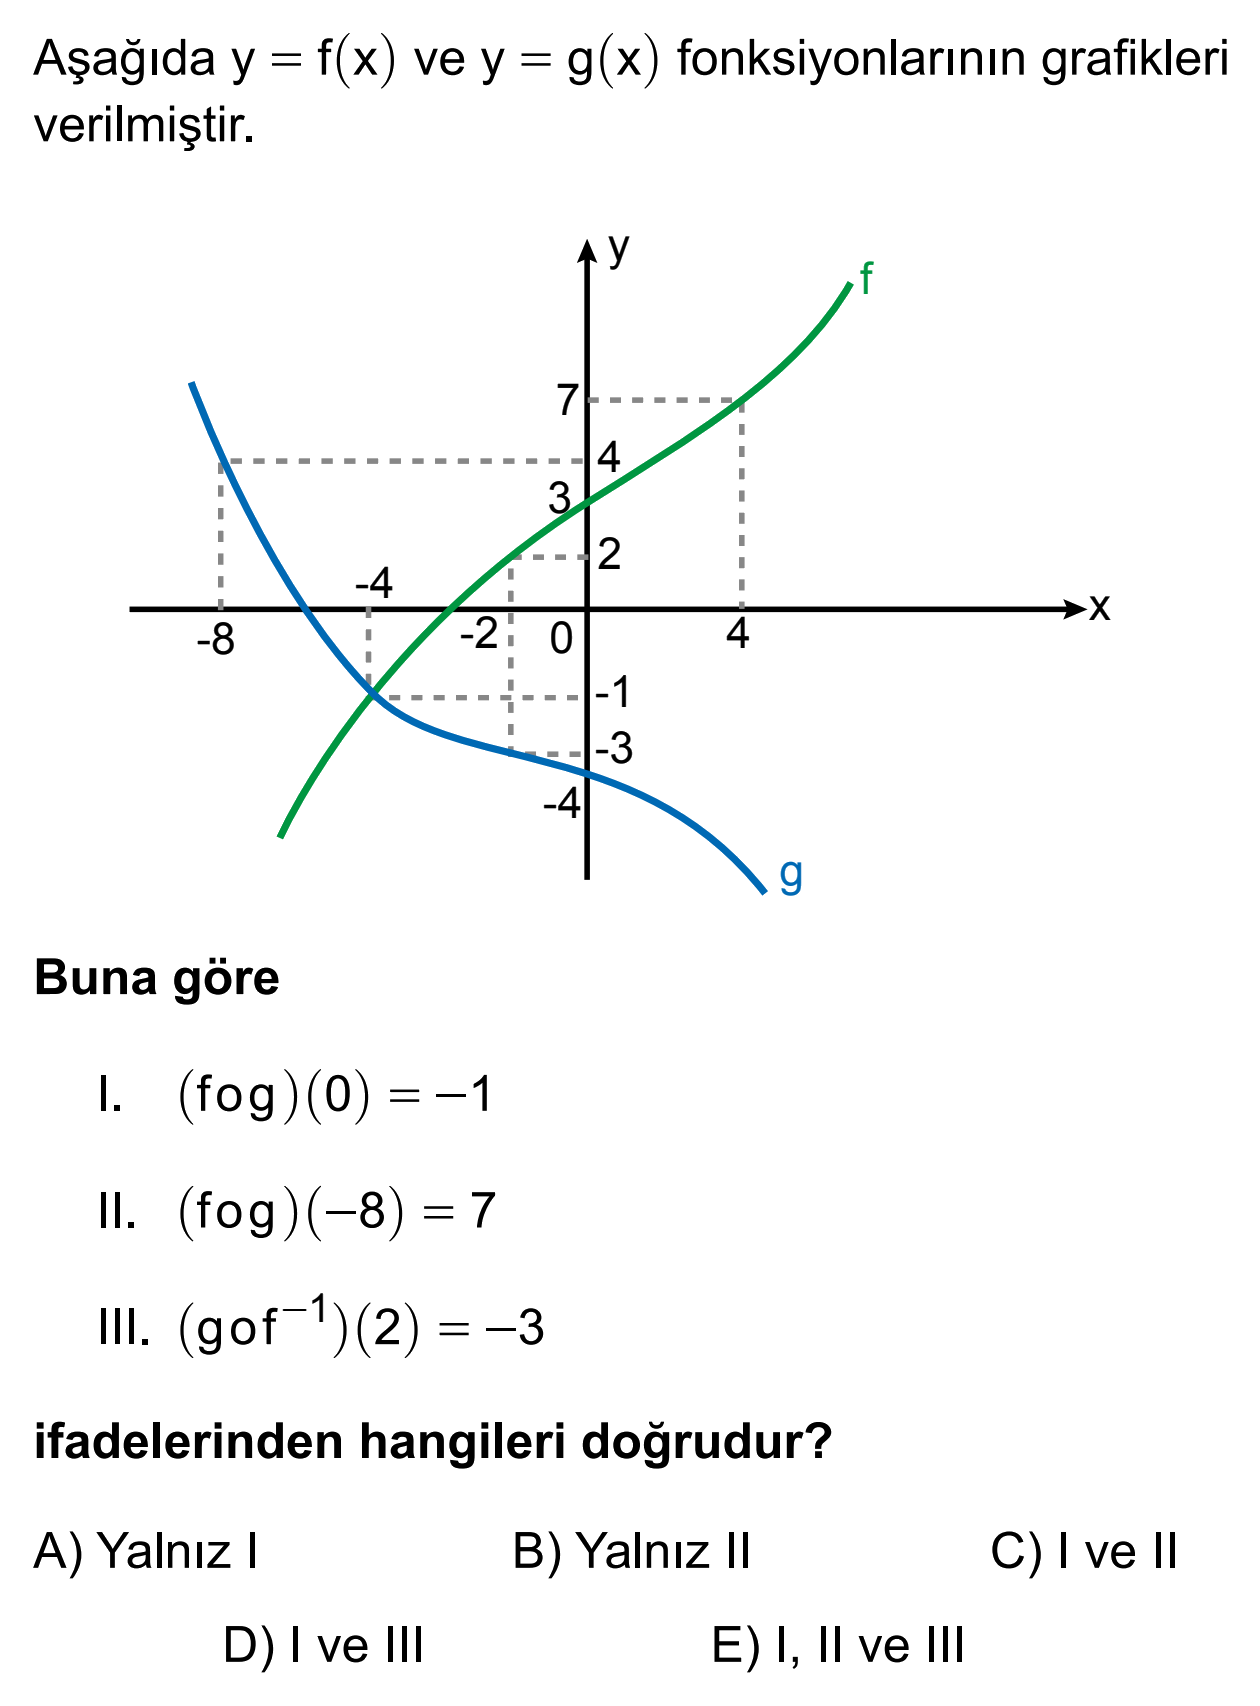 Aşağıda y = f(x) ve y = g(x) fonksiyonlarının grafikleri
verilmiştir.
y
f
7
4
3
2
-4
x
-8
-2
0
4
-1
-3
-4
g
Buna göre
I. (fog)(0) = −1
II. (fog)(−8) = 7
III. (gof⁻¹)(2) = −3
ifadelerinden hangileri doğrudur?
A) Yalnız I B) Yalnız II C) I ve II
D) I ve III E) I, II ve III